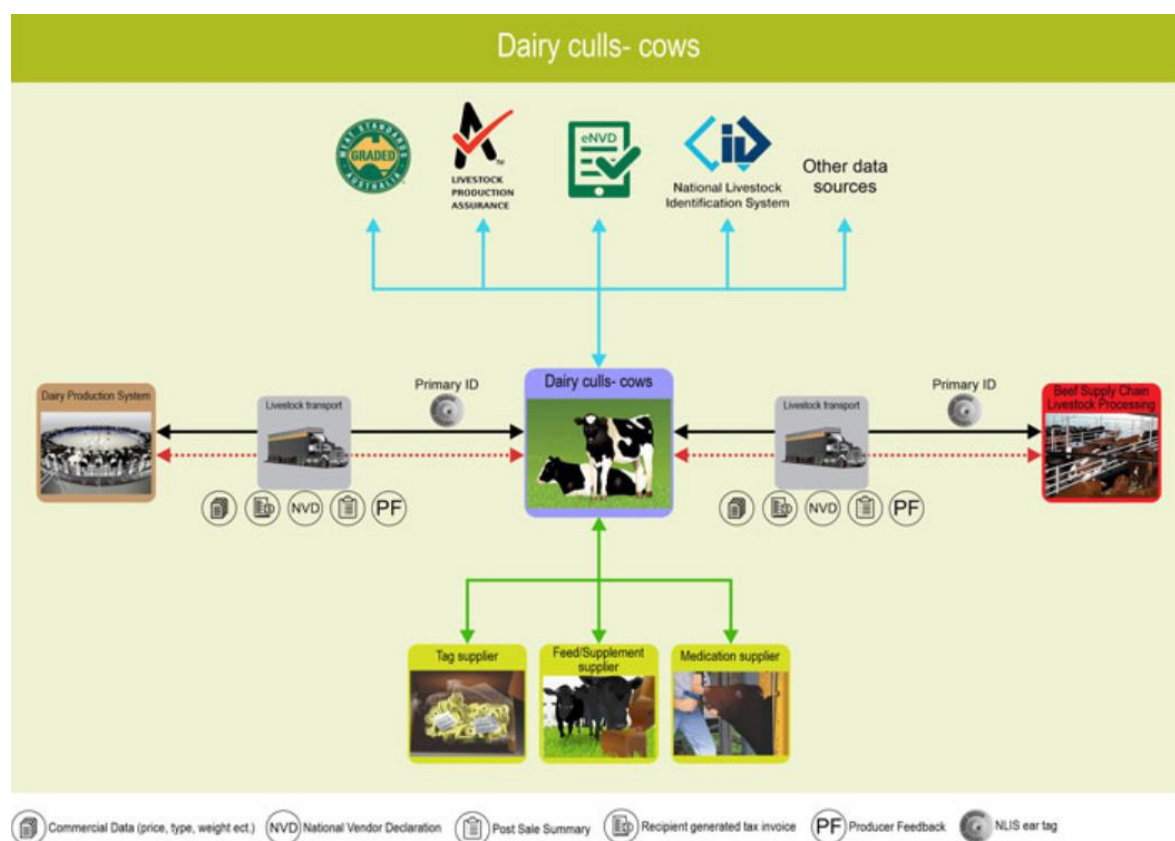 Dairy culls- cows
MEAT STANDARDS
GRADED
AUSTRALIA
TM
LIVESTOCK
PRODUCTION
ASSURANCE
eNVD
iD
National Livestock
Identification System
Other data
sources
Dairy Production System
Livestock transport
Primary ID
Dairy culls- cows
Livestock transport
Primary ID
Beef Supply Chain
Livestock Processing
NVD
PF
NVD
PF
Tag supplier
Feed/Supplement
supplier
Medication supplier
Commercial Data (price, type, weight ect.)
NVD
National Vendor Declaration
Post Sale Summary
Recipient generated tax invoice
PF
Producer Feedback
NLIS ear tag